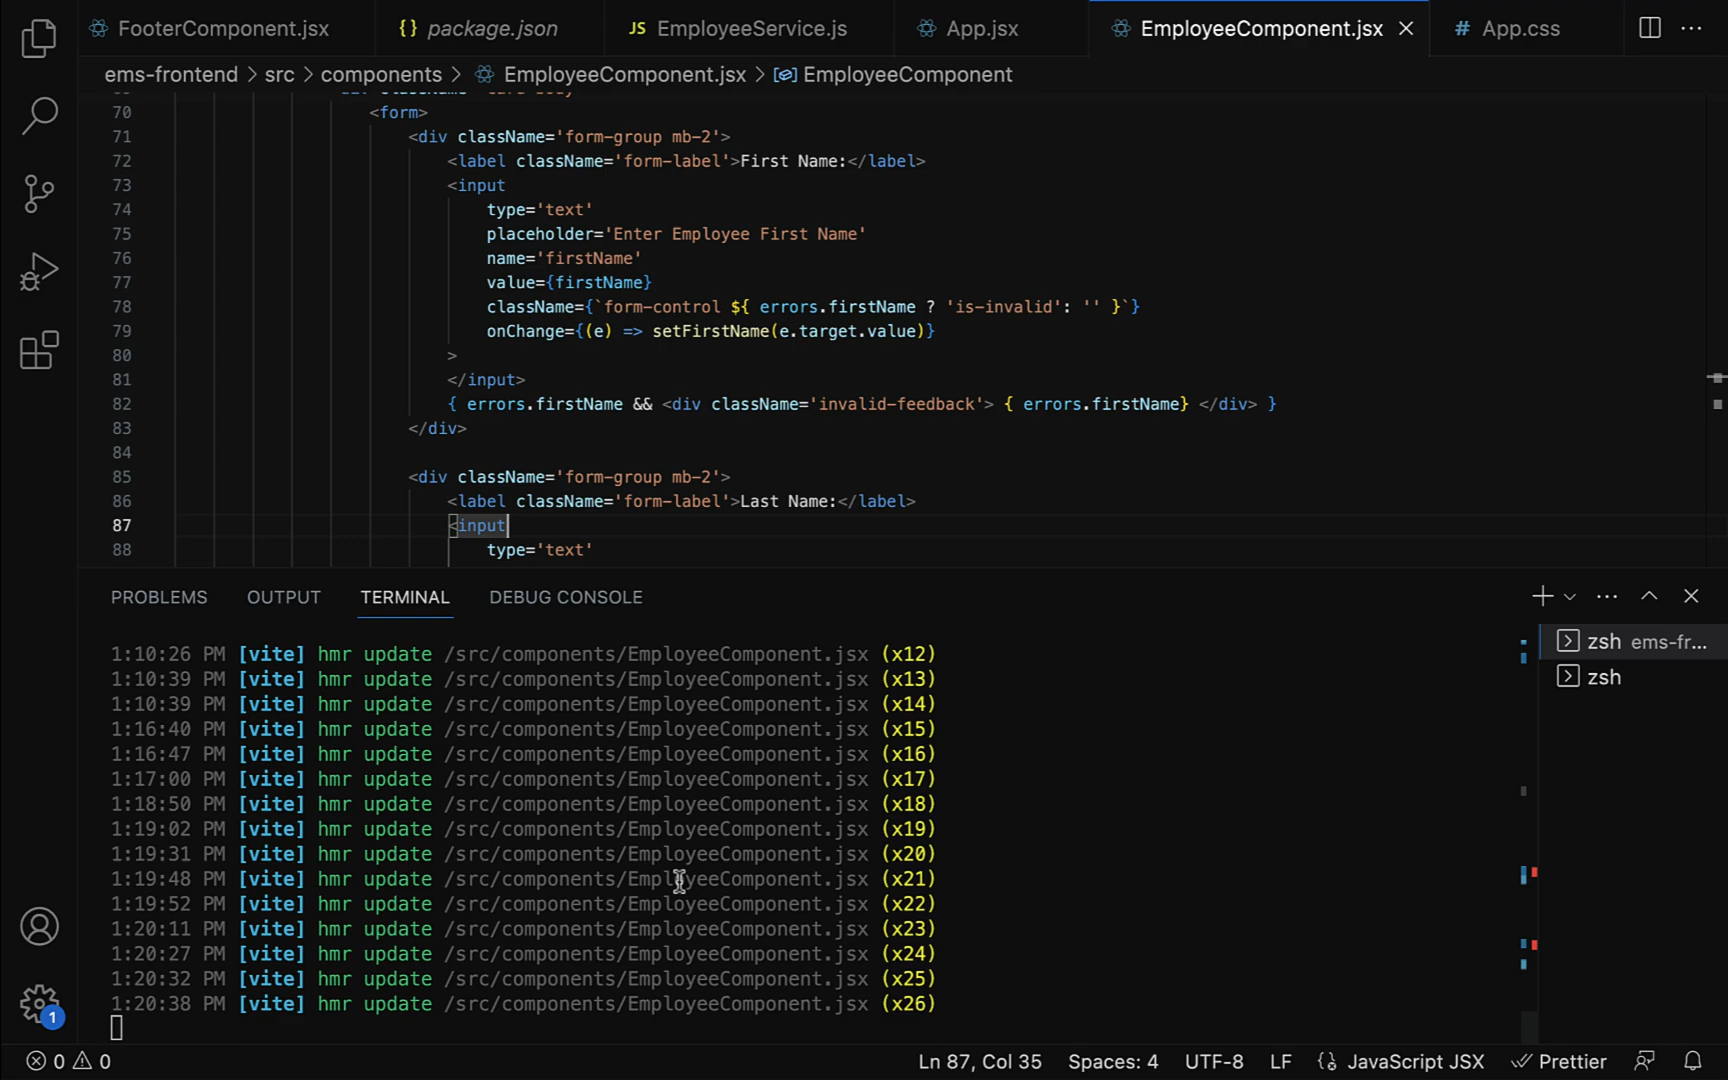 FooterComponent.jsx {} package.json JS EmployeeService.js App.jsx EmployeeComponent.jsx # App.css
ems-frontend > src > components > EmployeeComponent.jsx > EmployeeComponent
70 <form>
71 <div className='form-group mb-2'>
72 <label className='form-label'>First Name:</label>
73 <input
74 type='text'
75 placeholder='Enter Employee First Name'
76 name='firstName'
77 value={firstName}
78 className={`form-control ${ errors.firstName ? 'is-invalid': '' }`}
79 onChange={(e) => setFirstName(e.target.value)}
80 >
81 </input>
82 { errors.firstName && <div className='invalid-feedback'> { errors.firstName} </div> }
83 </div>
84
85 <div className='form-group mb-2'>
86 <label className='form-label'>Last Name:</label>
87 <input
88 type='text'
PROBLEMS OUTPUT TERMINAL DEBUG CONSOLE
1:10:26 PM [vite] hmr update /src/components/EmployeeComponent.jsx (x12)
1:10:39 PM [vite] hmr update /src/components/EmployeeComponent.jsx (x13)
1:10:39 PM [vite] hmr update /src/components/EmployeeComponent.jsx (x14)
1:16:40 PM [vite] hmr update /src/components/EmployeeComponent.jsx (x15)
1:16:47 PM [vite] hmr update /src/components/EmployeeComponent.jsx (x16)
1:17:00 PM [vite] hmr update /src/components/EmployeeComponent.jsx (x17)
1:18:50 PM [vite] hmr update /src/components/EmployeeComponent.jsx (x18)
1:19:02 PM [vite] hmr update /src/components/EmployeeComponent.jsx (x19)
1:19:31 PM [vite] hmr update /src/components/EmployeeComponent.jsx (x20)
1:19:48 PM [vite] hmr update /src/components/EmployeeComponent.jsx (x21)
1:19:52 PM [vite] hmr update /src/components/EmployeeComponent.jsx (x22)
1:20:11 PM [vite] hmr update /src/components/EmployeeComponent.jsx (x23)
1:20:27 PM [vite] hmr update /src/components/EmployeeComponent.jsx (x24)
1:20:32 PM [vite] hmr update /src/components/EmployeeComponent.jsx (x25)
1:20:38 PM [vite] hmr update /src/components/EmployeeComponent.jsx (x26)
zsh ems-fr...
zsh
1
0 0 Ln 87, Col 35 Spaces: 4 UTF-8 LF JavaScript JSX Prettier